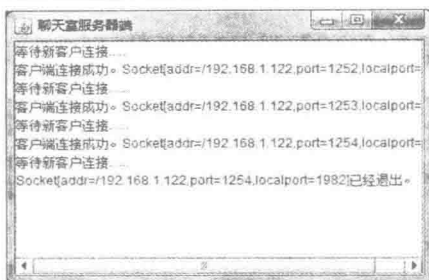 聊天室服务器端
等待新客户连接......
客户端连接成功。Socket[addr=/192.168.1.122,port=1252,localport=
等待新客户连接......
客户端连接成功。Socket[addr=/192.168.1.122,port=1253,localport=
等待新客户连接......
客户端连接成功。Socket[addr=/192.168.1.122,port=1254,localport=
等待新客户连接......
Socket[addr=/192.168.1.122,port=1254,localport=1982]已经退出。